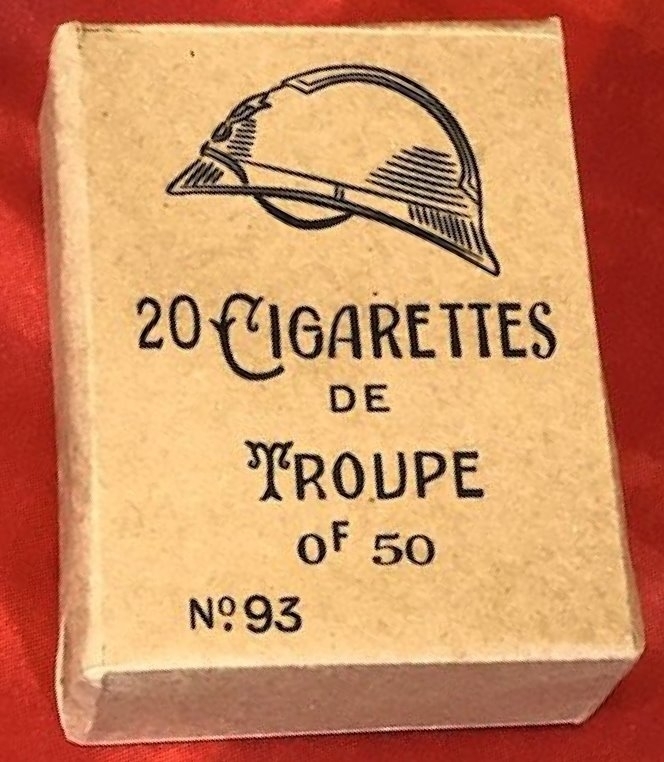 20 CIGARETTES
DE
TROUPE
OF 50
Nº 93